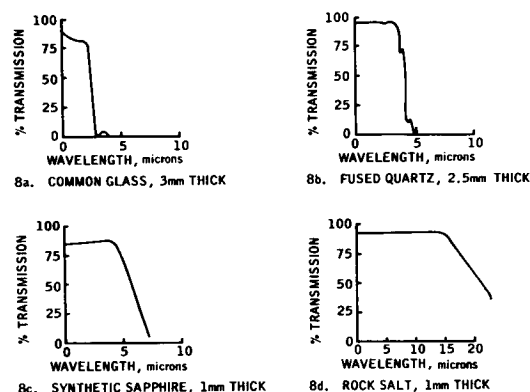 100
75
50
25
0
0 5 10
% TRANSMISSION
WAVELENGTH, microns
8a. COMMON GLASS, 3mm THICK
100
75
50
25
0
0 5 10
% TRANSMISSION
WAVELENGTH, microns
8b. FUSED QUARTZ, 2.5mm THICK
100
75
50
25
0
0 5 10
% TRANSMISSION
WAVELENGTH, microns
8c. SYNTHETIC SAPPHIRE, 1mm THICK
100
75
50
25
0
0 5 10 15 20
% TRANSMISSION
WAVELENGTH, microns
8d. ROCK SALT, 1mm THICK